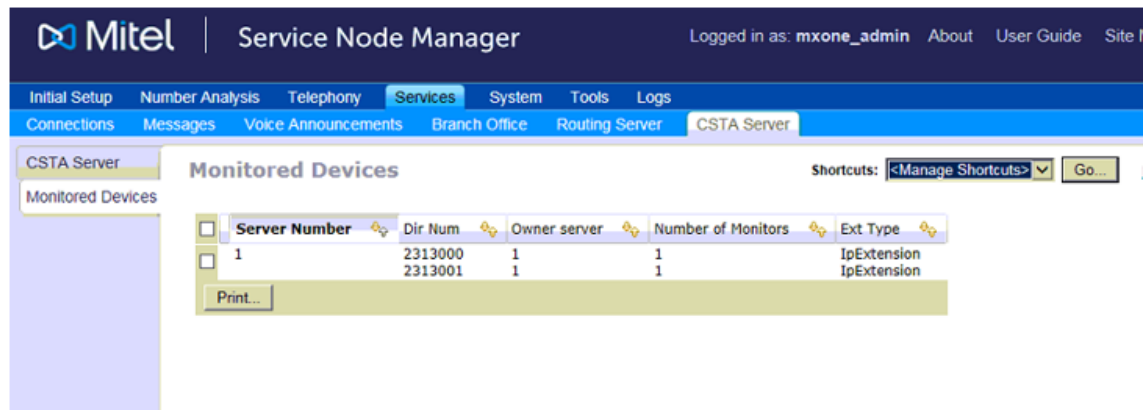 Mitel | Service Node Manager
Logged in as: mxone_admin About User Guide Site
Initial Setup Number Analysis Telephony Services System Tools Logs
Connections Messages Voice Announcements Branch Office Routing Server CSTA Server
CSTA Server
Monitored Devices
Monitored Devices
Shortcuts: <Manage Shortcuts> Go...
Server Number Dir Num Owner server Number of Monitors Ext Type
1 2313000 1 1 IpExtension
2313001 1 1 IpExtension
Print...